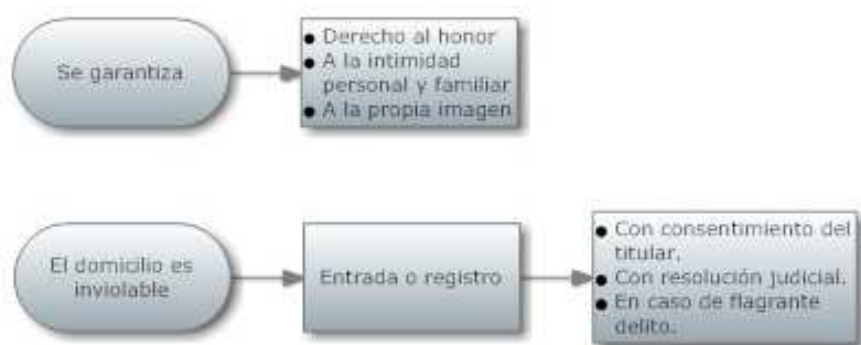 Se garantiza
● Derecho al honor
● A la intimidad
personal y familiar
● A la propia imagen
El domicilio es
inviolable
Entrada o registro
● Con consentimiento del
titular.
● Con resolución judicial.
● En caso de flagrante
delito.